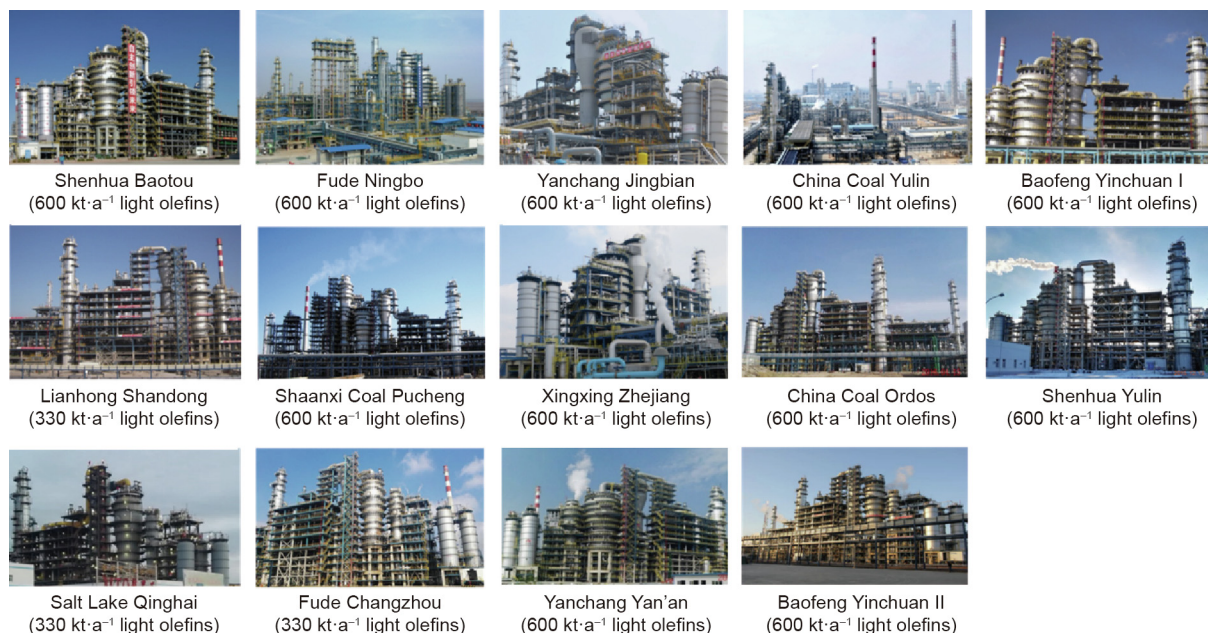 Shenhua Baotou
(600 kt·a⁻¹ light olefins)
Fude Ningbo
(600 kt·a⁻¹ light olefins)
Yanchang Jingbian
(600 kt·a⁻¹ light olefins)
China Coal Yulin
(600 kt·a⁻¹ light olefins)
Baofeng Yinchuan I
(600 kt·a⁻¹ light olefins)
Lianhong Shandong
(330 kt·a⁻¹ light olefins)
Shaanxi Coal Pucheng
(600 kt·a⁻¹ light olefins)
Xingxing Zhejiang
(600 kt·a⁻¹ light olefins)
China Coal Ordos
(600 kt·a⁻¹ light olefins)
Shenhua Yulin
(600 kt·a⁻¹ light olefins)
Salt Lake Qinghai
(330 kt·a⁻¹ light olefins)
Fude Changzhou
(330 kt·a⁻¹ light olefins)
Yanchang Yan’an
(600 kt·a⁻¹ light olefins)
Baofeng Yinchuan II
(600 kt·a⁻¹ light olefins)